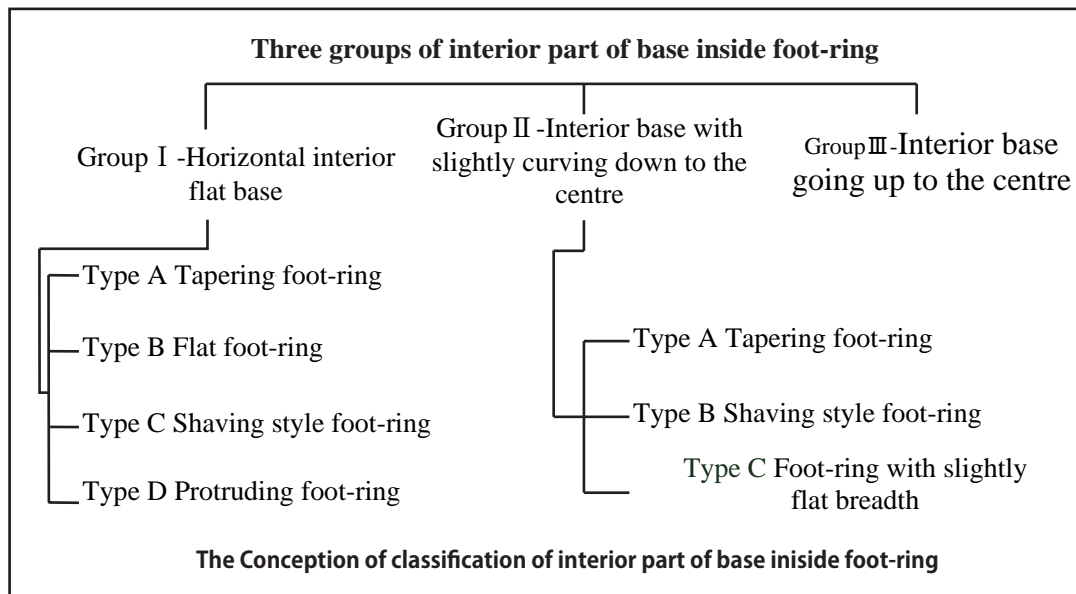 Three groups of interior part of base inside foot-ring
Group Ⅰ -Horizontal interior
flat base
Group Ⅱ -Interior base with
slightly curving down to the
centre
Group Ⅲ-Interior base
going up to the centre
Type A Tapering foot-ring
Type B Flat foot-ring
Type C Shaving style foot-ring
Type D Protruding foot-ring
Type A Tapering foot-ring
Type B Shaving style foot-ring
Type C Foot-ring with slightly
flat breadth
The Conception of classification of interior part of base iniside foot-ring